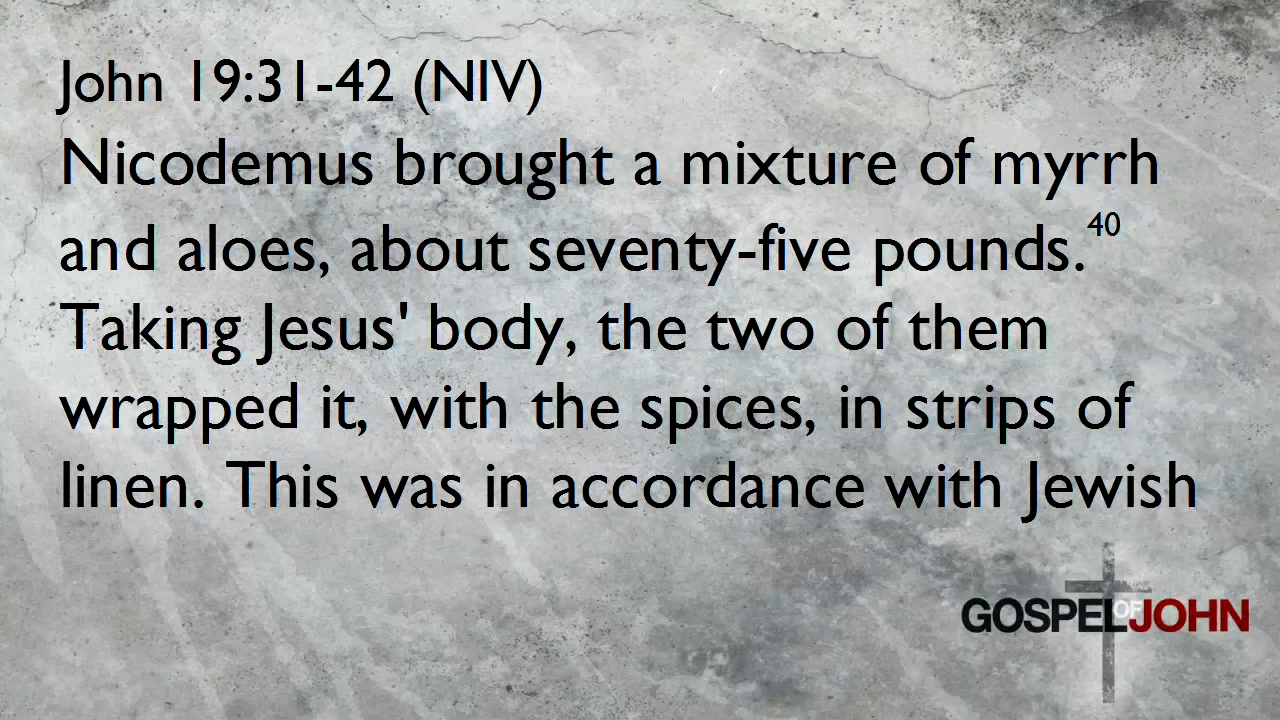 John 19:31-42 (NIV)
Nicodemus brought a mixture of myrrh
and aloes, about seventy-five pounds. 40
Taking Jesus' body, the two of them
wrapped it, with the spices, in strips of
linen. This was in accordance with Jewish
GOSPEL OF JOHN